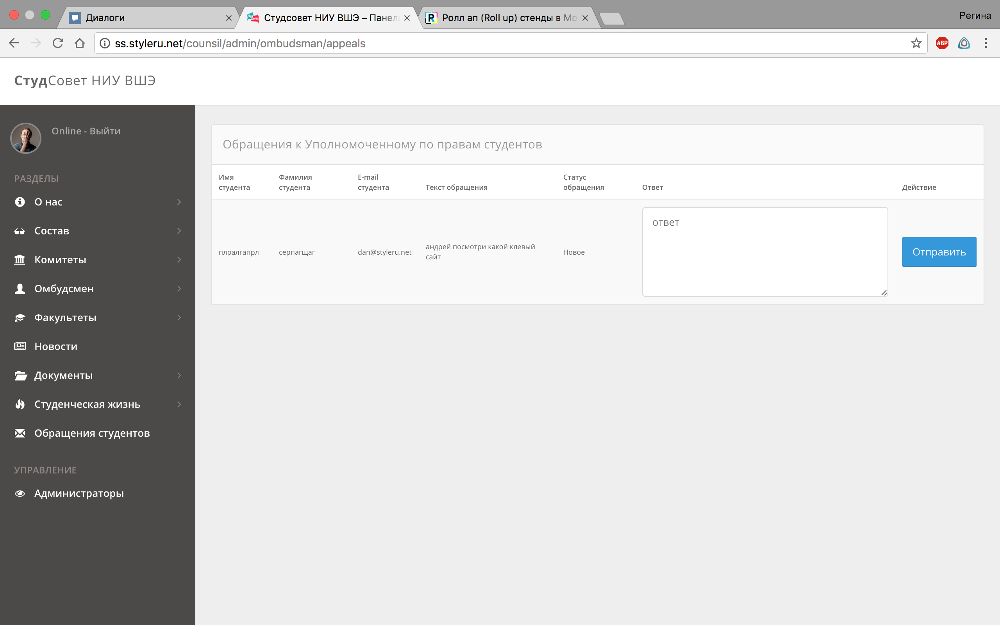 Диалоги
Студсовет НИУ ВШЭ – Панел
Ролл ап (Roll up) стенды в Мо
Регина
ss.styleru.net/counsil/admin/ombudsman/appeals
ABP
СтудСовет НИУ ВШЭ
Online - Выйти
РАЗДЕЛЫ
О нас
Состав
Комитеты
Омбудсмен
Факультеты
Новости
Документы
Студенческая жизнь
Обращения студентов
УПРАВЛЕНИЕ
Администраторы
Обращения к Уполномоченному по правам студентов
Имя студента
Фамилия студента
E-mail студента
Текст обращения
Статус обращения
Ответ
Действие
плралгапрл
серпагщаг
dan@styleru.net
андрей посмотри какой клевый
сайт
Новое
ответ
Отправить